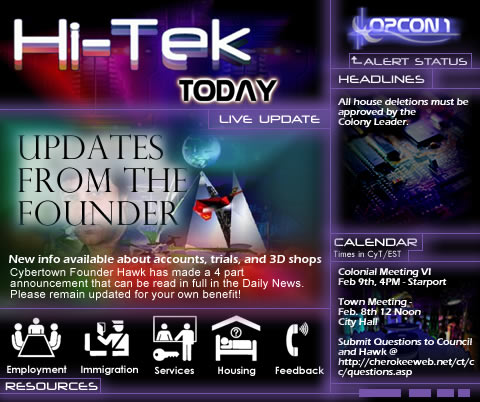 Hi-Tek
TODAY
OPCON 1
ALERT STATUS
HEADLINES
All house deletions must be
approved by the
Colony Leader.
LIVE UPDATE
UPDATES
FROM THE
FOUNDER
New info available about accounts, trials, and 3D shops
Cybertown Founder Hawk has made a 4 part
announcement that can be read in full in the Daily News.
Please remain updated for your own benefit!
CALENDAR
Times in CyT/EST
Colonial Meeting VI
Feb 9th, 4PM - Starport
Town Meeting -
Feb. 8th 12 Noon
City Hall
Submit Questions to Council
and Hawk @
http://cherokeeweb.net/ct/c
c/questions.asp
Employment
Immigration
Services
Housing
Feedback
RESOURCES